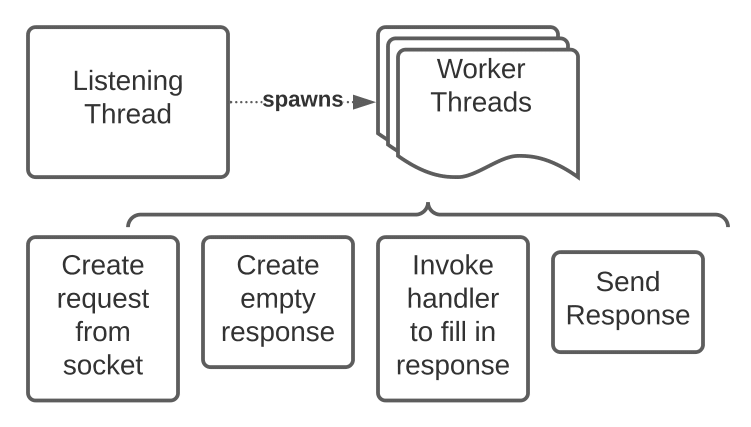 Listening
Thread
spawns
Worker
Threads
Create
request
from
socket
Create
empty
response
Invoke
handler
to fill in
response
Send
Response